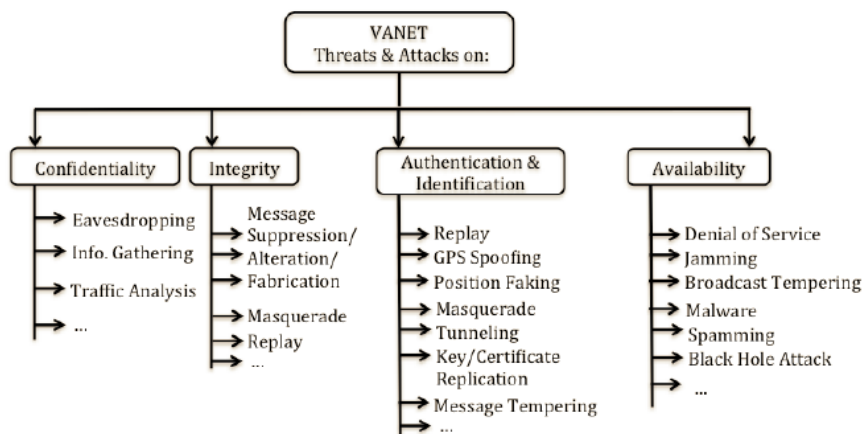 VANET
Threats & Attacks on:
Confidentiality
Eavesdropping
Info. Gathering
Traffic Analysis
...
Integrity
Message
Suppression/
Alteration/
Fabrication
Masquerade
Replay
...
Authentication &
Identification
Replay
GPS Spoofing
Position Faking
Masquerade
Tunneling
Key/Certificate
Replication
Message Tempering
...
Availability
Denial of Service
Jamming
Broadcast Tempering
Malware
Spamming
Black Hole Attack
...